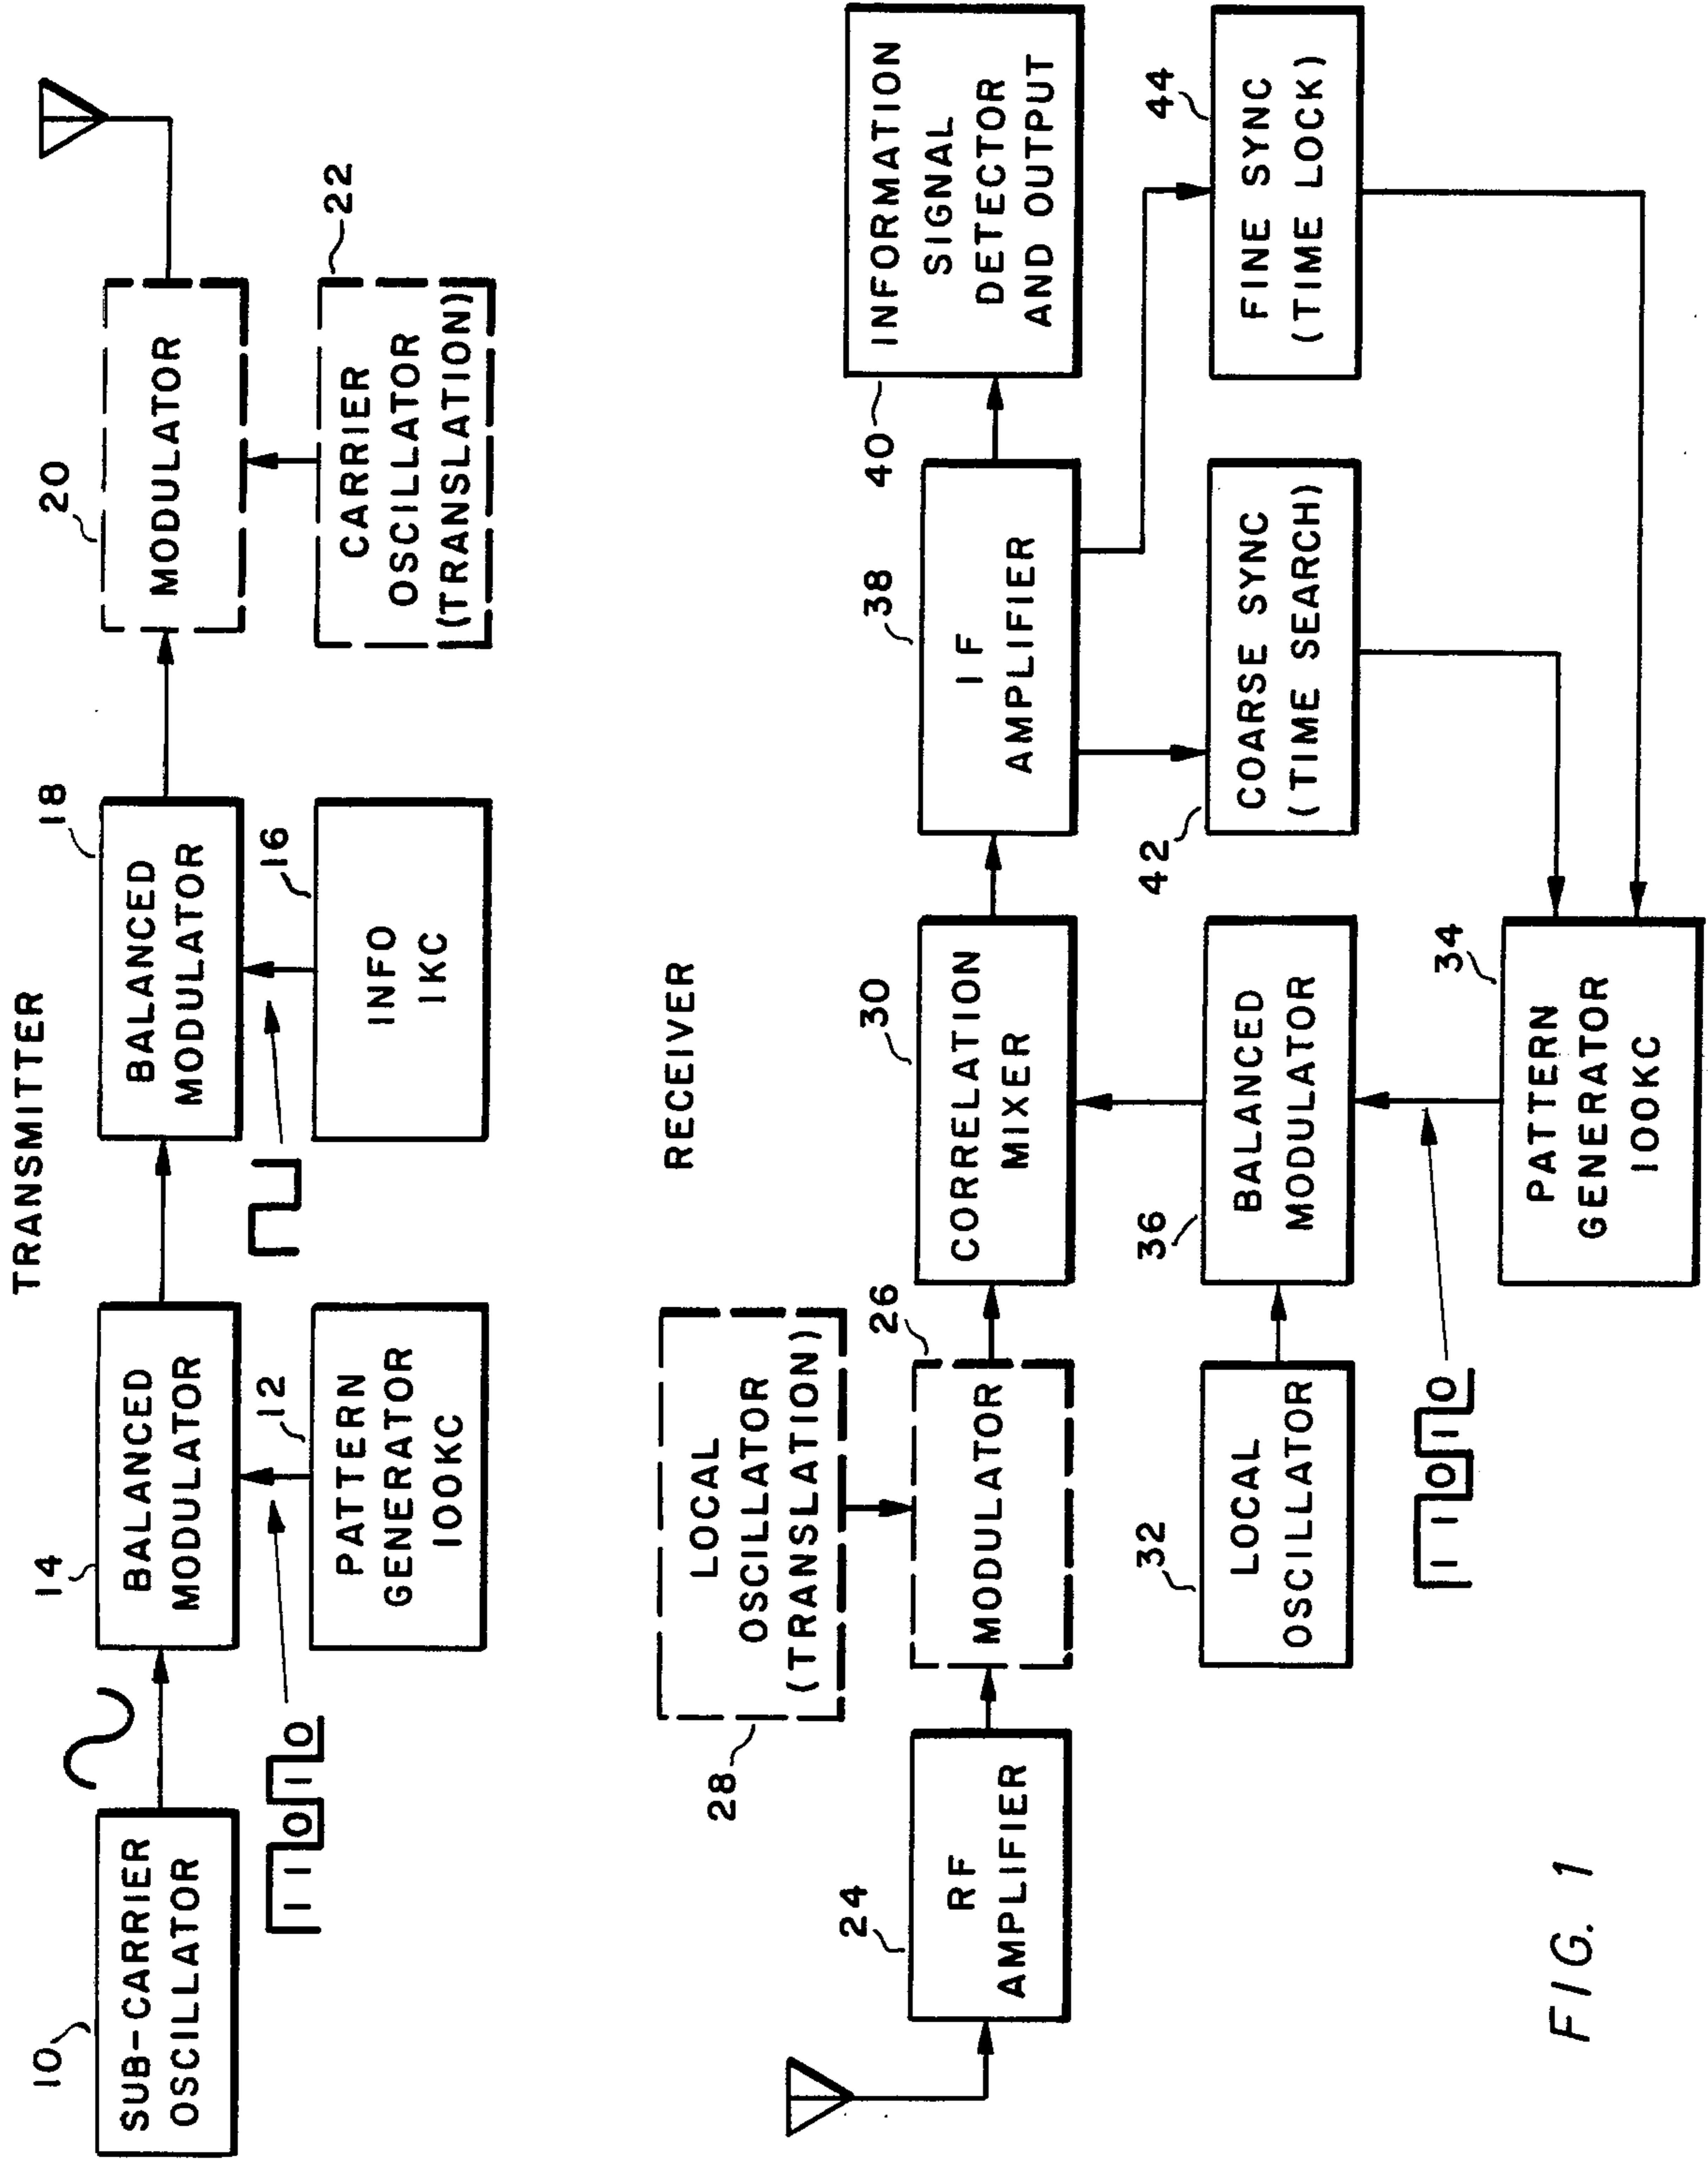 TRANSMITTER
10
SUB-CARRIER
OSCILLATOR
14
BALANCED
MODULATOR
18
BALANCED
MODULATOR
20
MODULATOR
1 1 0 1 0
12
PATTERN
GENERATOR
100KC
16
INFO
1KC
22
CARRIER
OSCILLATOR
(TRANSLATION)
RECEIVER
28
LOCAL
OSCILLATOR
(TRANSLATION)
24
RF
AMPLIFIER
26
MODULATOR
30
CORRELATION
MIXER
38
IF
AMPLIFIER
40
INFORMATION
SIGNAL
DETECTOR
AND OUTPUT
32
LOCAL
OSCILLATOR
36
BALANCED
MODULATOR
42
COARSE SYNC
(TIME SEARCH)
44
FINE SYNC
(TIME LOCK)
1 1 0 1 0
34
PATTERN
GENERATOR
100KC
FIG. 1